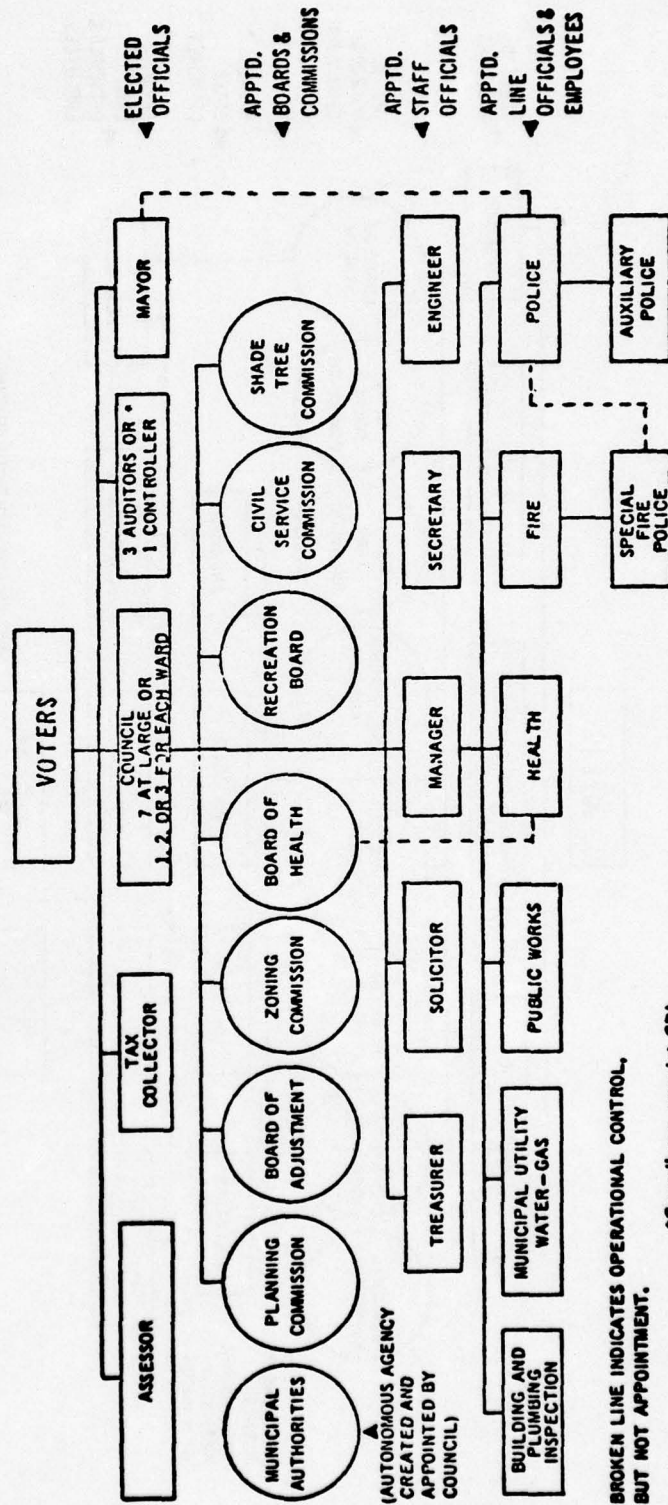 VOTERS
ASSESSOR
TAX
COLLECTOR
COUNCIL
7 AT LARGE OR
1, 2, OR 3 FOR EACH WARD
3 AUDITORS OR *
1 CONTROLLER
MAYOR
◄ ELECTED
OFFICIALS
MUNICIPAL
AUTHORITIES
PLANNING
COMMISSION
BOARD OF
ADJUSTMENT
ZONING
COMMISSION
BOARD OF
HEALTH
RECREATION
BOARD
CIVIL
SERVICE
COMMISSION
SHADE
TREE
COMMISSION
APPTD.
◄ BOARDS &
COMMISSIONS
(AUTONOMOUS AGENCY
CREATED AND
APPOINTED BY
COUNCIL)
TREASURER
SOLICITOR
MANAGER
SECRETARY
ENGINEER
APPTD.
◄ STAFF
OFFICIALS
BUILDING AND
PLUMBING
INSPECTION
MUNICIPAL UTILITY
WATER-GAS
PUBLIC WORKS
HEALTH
FIRE
POLICE
APPTD.
◄ LINE
OFFICIALS &
EMPLOYEES
SPECIAL
FIRE
POLICE
AUXILIARY
POLICE
BROKEN LINE INDICATES OPERATIONAL CONTROL,
BUT NOT APPOINTMENT.